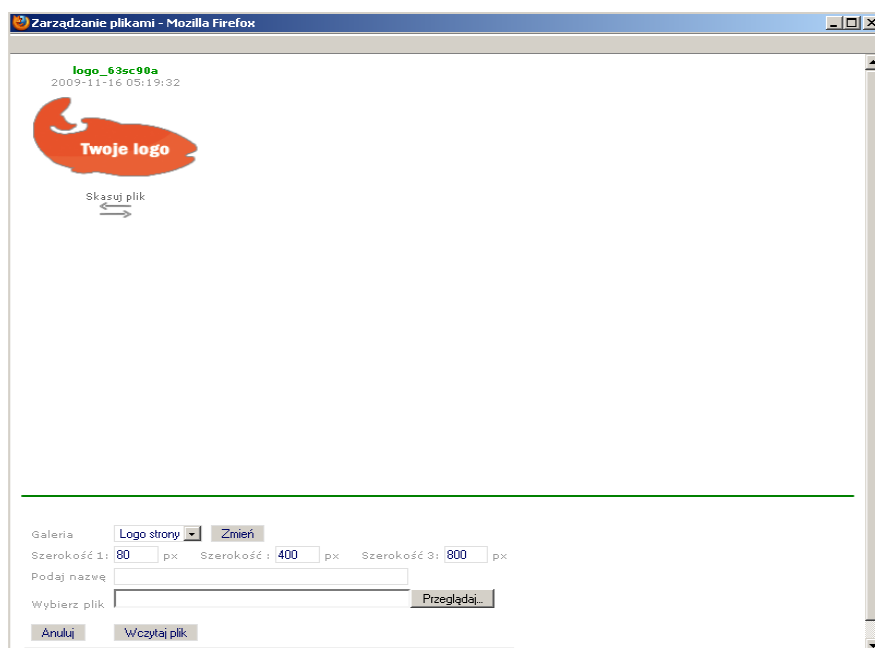 Zarządzanie plikami - Mozilla Firefox
logo_63sc90a
2009-11-16 05:19:32
Twoje logo
Skasuj plik
Galeria Logo strony Zmień
Szerokość 1: 80 px Szerokość : 400 px Szerokość 3: 800 px
Podaj nazwę
Wybierz plik Przeglądaj...
Anuluj Wczytaj plik